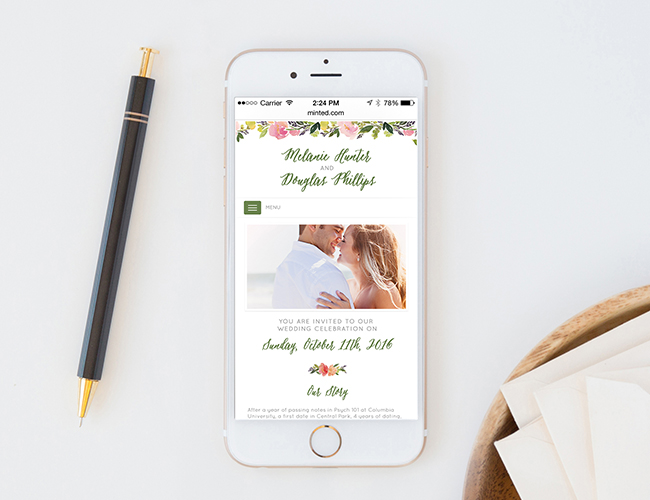 Carrier 2:24 PM 78%
minted.com
Melanie Hunter
AND
Douglas Phillips
MENU
YOU ARE INVITED TO OUR
WEDDING CELEBRATION ON
Sunday, October 11th, 2016
Our Story
After a year of passing notes in Psych 101 at Columbia
University, a first date in Central Park, 4 years of dating,